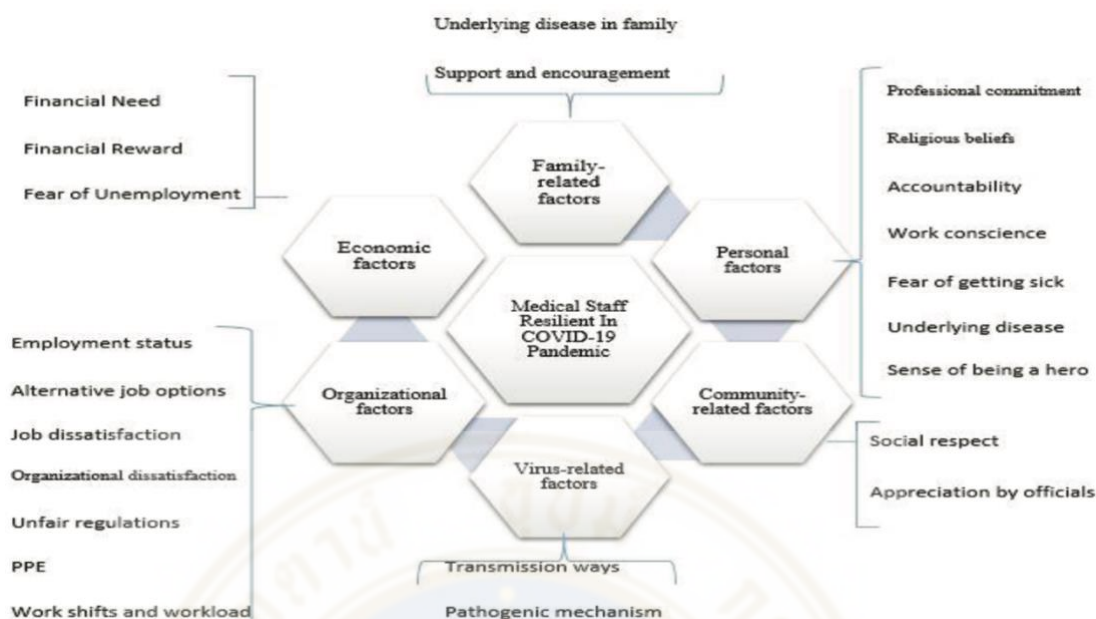 Underlying disease in family
Support and encouragement
Financial Need
Financial Reward
Fear of Unemployment
Family-
related
factors
Economic
factors
Personal
factors
Medical Staff
Resilient In
COVID-19
Pandemic
Organizational
factors
Community-
related factors
Virus-related
factors
Professional commitment
Religious beliefs
Accountability
Work conscience
Fear of getting sick
Underlying disease
Sense of being a hero
Employment status
Alternative job options
Job dissatisfaction
Organizational dissatisfaction
Unfair regulations
PPE
Work shifts and workload
Social respect
Appreciation by officials
Transmission ways
Pathogenic mechanism